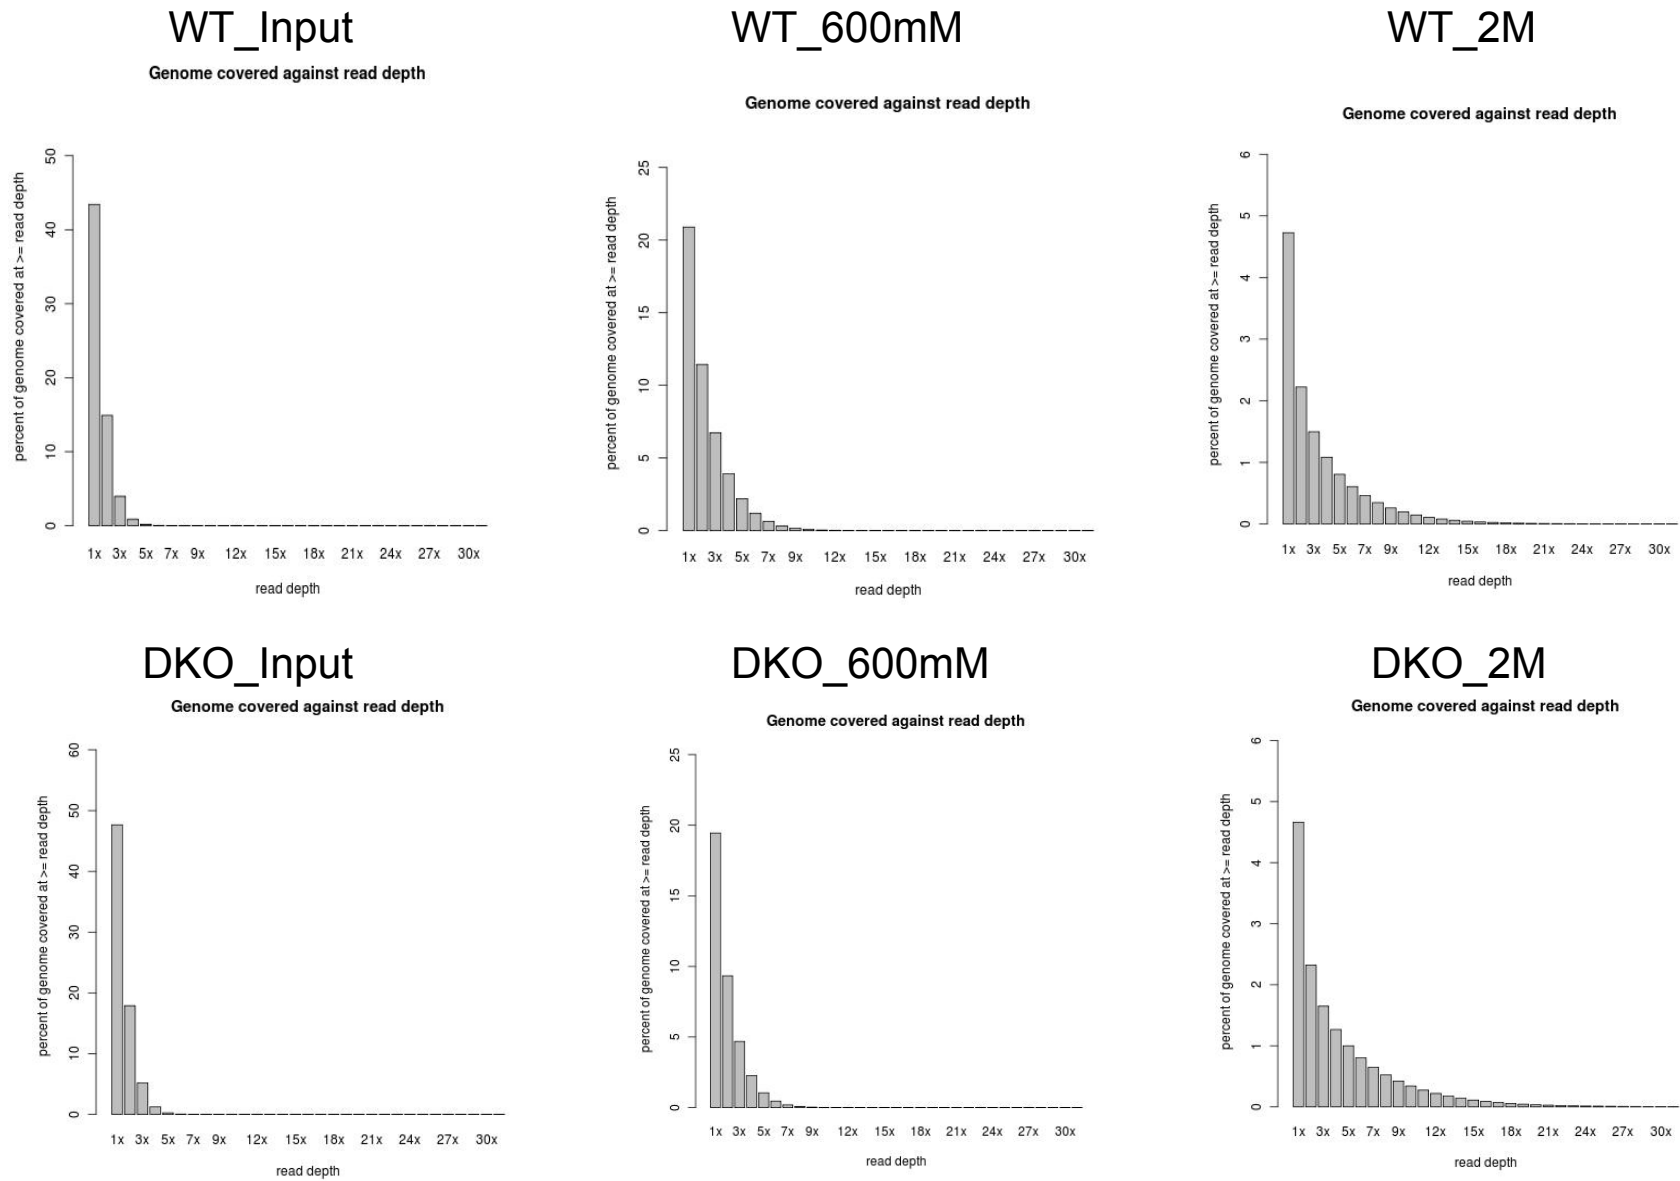 WT_Input
Genome covered against read depth
percent of genome covered at >= read depth
50
40
30
20
10
0
1x 3x 5x 7x 9x 12x 15x 18x 21x 24x 27x 30x
read depth
WT_600mM
Genome covered against read depth
percent of genome covered at >= read depth
25
20
15
10
5
0
1x 3x 5x 7x 9x 12x 15x 18x 21x 24x 27x 30x
read depth
WT_2M
Genome covered against read depth
percent of genome covered at >= read depth
6
5
4
3
2
1
0
1x 3x 5x 7x 9x 12x 15x 18x 21x 24x 27x 30x
read depth
DKO_Input
Genome covered against read depth
percent of genome covered at >= read depth
60
50
40
30
20
10
0
1x 3x 5x 7x 9x 12x 15x 18x 21x 24x 27x 30x
read depth
DKO_600mM
Genome covered against read depth
percent of genome covered at >= read depth
25
20
15
10
5
0
1x 3x 5x 7x 9x 12x 15x 18x 21x 24x 27x 30x
read depth
DKO_2M
Genome covered against read depth
percent of genome covered at >= read depth
6
5
4
3
2
1
0
1x 3x 5x 7x 9x 12x 15x 18x 21x 24x 27x 30x
read depth